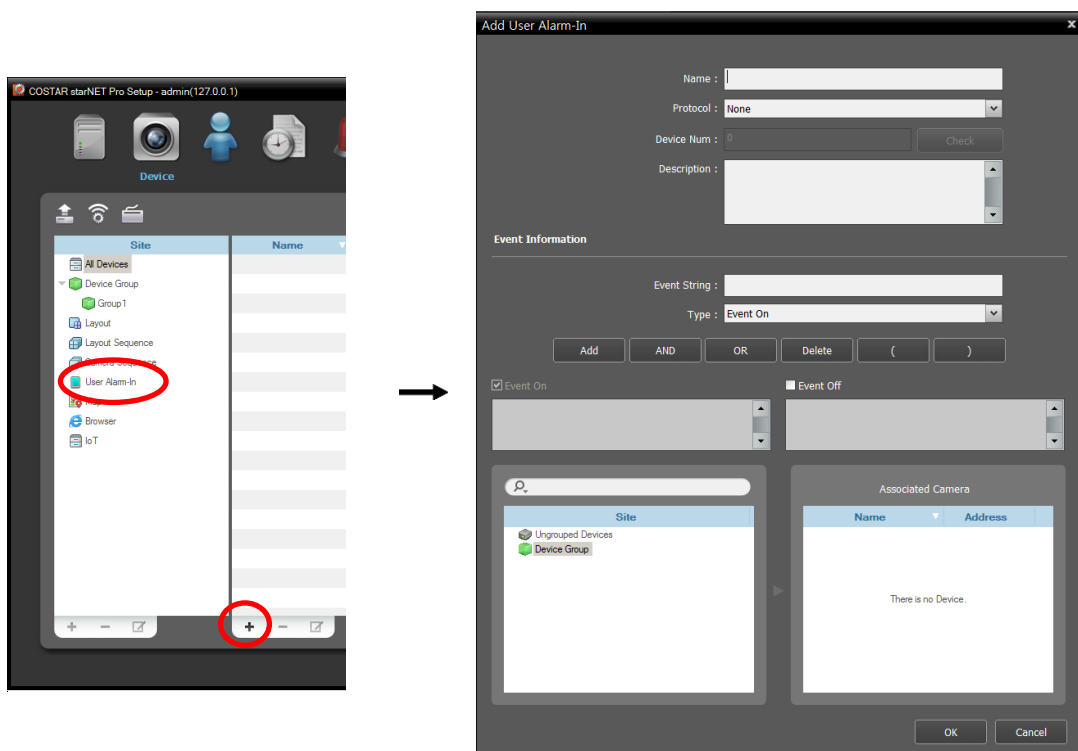 COSTAR starNET Pro Setup - admin(127.0.0.1)
Device
Site
Name
All Devices
Device Group
Group1
Layout
Layout Sequence
Camera Sequence
User Alarm-In
Map
Browser
IoT
Add User Alarm-In
x
Name :
Protocol : None
Device Num : 0 Check
Description :
Event Information
Event String :
Type : Event On
Add AND OR Delete ( )
Event On
Event Off
Site
Ungrouped Devices
Device Group
Associated Camera
Name Address
There is no Device.
OK Cancel